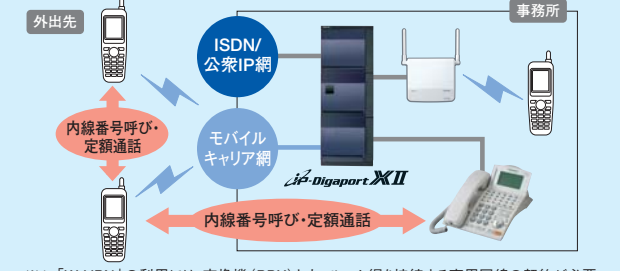 外出先
事務所
ISDN/
公衆IP網
内線番号呼び・
定額通話
モバイル
キャリア網
iP-Digaport XII
内線番号呼び・定額通話